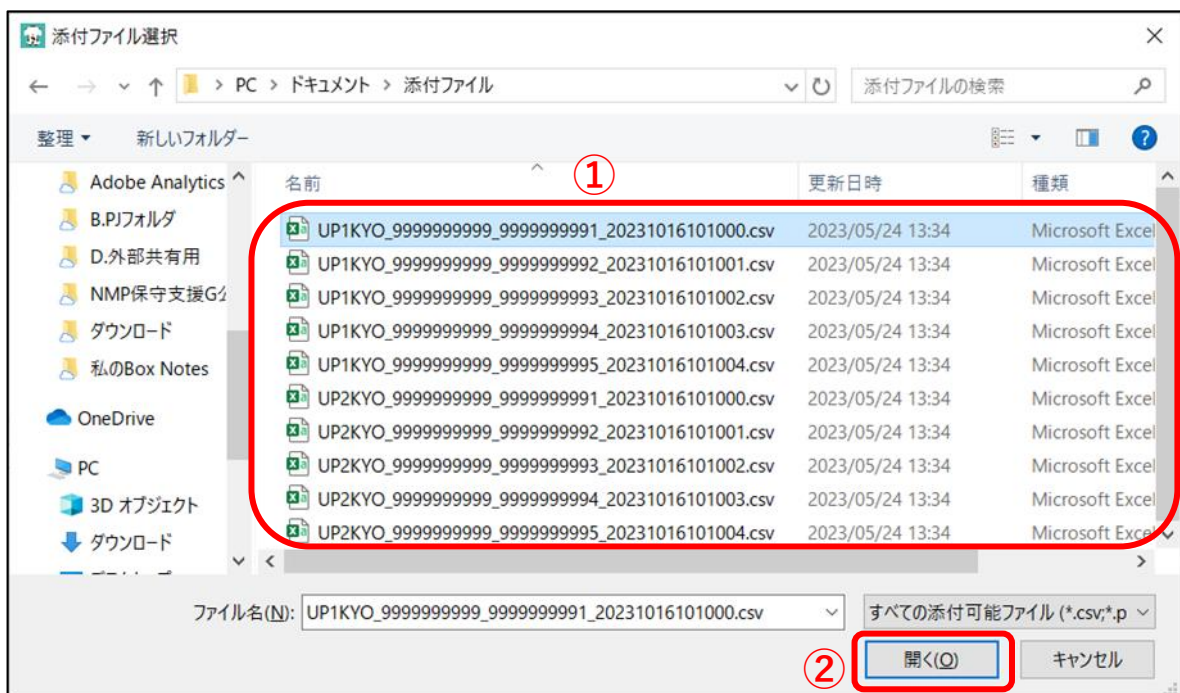 添付ファイル選択
PC > ドキュメント > 添付ファイル
添付ファイルの検索
整理 新しいフォルダー
①
名前 更新日時 種類
Adobe Analytics
B.PJフォルダ
D.外部共有用
NMP保守支援G
ダウンロード
私のBox Notes
OneDrive
PC
3D オブジェクト
ダウンロード
UP1KYO_9999999999_9999999991_20231016101000.csv 2023/05/24 13:34 Microsoft Excel
UP1KYO_9999999999_9999999992_20231016101001.csv 2023/05/24 13:34 Microsoft Excel
UP1KYO_9999999999_9999999993_20231016101002.csv 2023/05/24 13:34 Microsoft Excel
UP1KYO_9999999999_9999999994_20231016101003.csv 2023/05/24 13:34 Microsoft Excel
UP1KYO_9999999999_9999999995_20231016101004.csv 2023/05/24 13:34 Microsoft Excel
UP2KYO_9999999999_9999999991_20231016101000.csv 2023/05/24 13:34 Microsoft Excel
UP2KYO_9999999999_9999999992_20231016101001.csv 2023/05/24 13:34 Microsoft Excel
UP2KYO_9999999999_9999999993_20231016101002.csv 2023/05/24 13:34 Microsoft Excel
UP2KYO_9999999999_9999999994_20231016101003.csv 2023/05/24 13:34 Microsoft Excel
UP2KYO_9999999999_9999999995_20231016101004.csv 2023/05/24 13:34 Microsoft Exce
ファイル名(N): UP1KYO_9999999999_9999999991_20231016101000.csv すべての添付可能ファイル (*.csv;*.p
② 開く(O) キャンセル